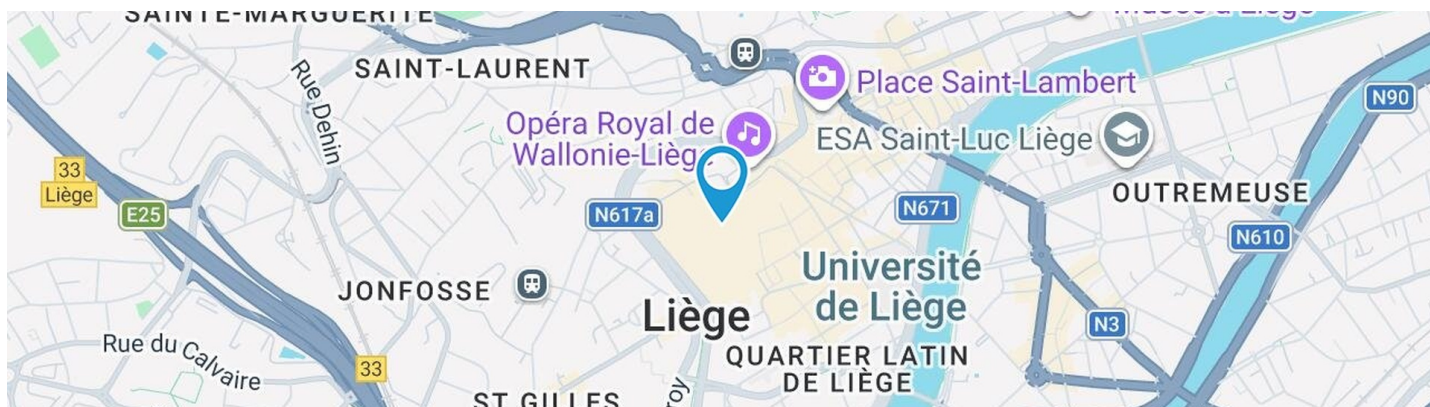 SAINTE-MARGUERITE
SAINT-LAURENT
Place Saint-Lambert
N90
Rue Dehin
Opéra Royal de
Wallonie-Liège
ESA Saint-Luc Liège
33
Liège
E25
N617a
N671
OUTREMEUSE
N610
JONFOSSE
Université
de Liège
Liège
N3
Rue du Calvaire
33
QUARTIER LATIN
DE LIÈGE
ST GILLES